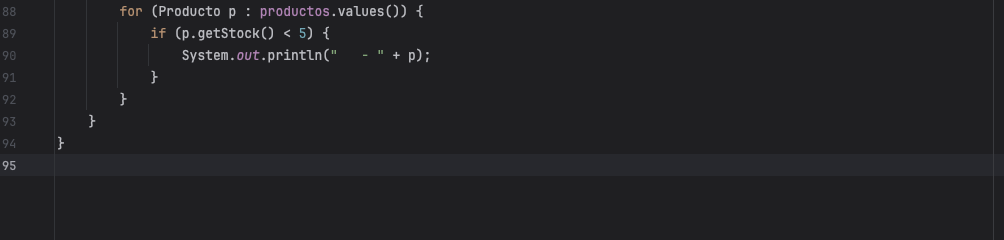 88        for (Producto p : productos.values()) {
89            if (p.getStock() < 5) {
90                System.out.println("   - " + p);
91            }
92        }
93    }
94 }
95